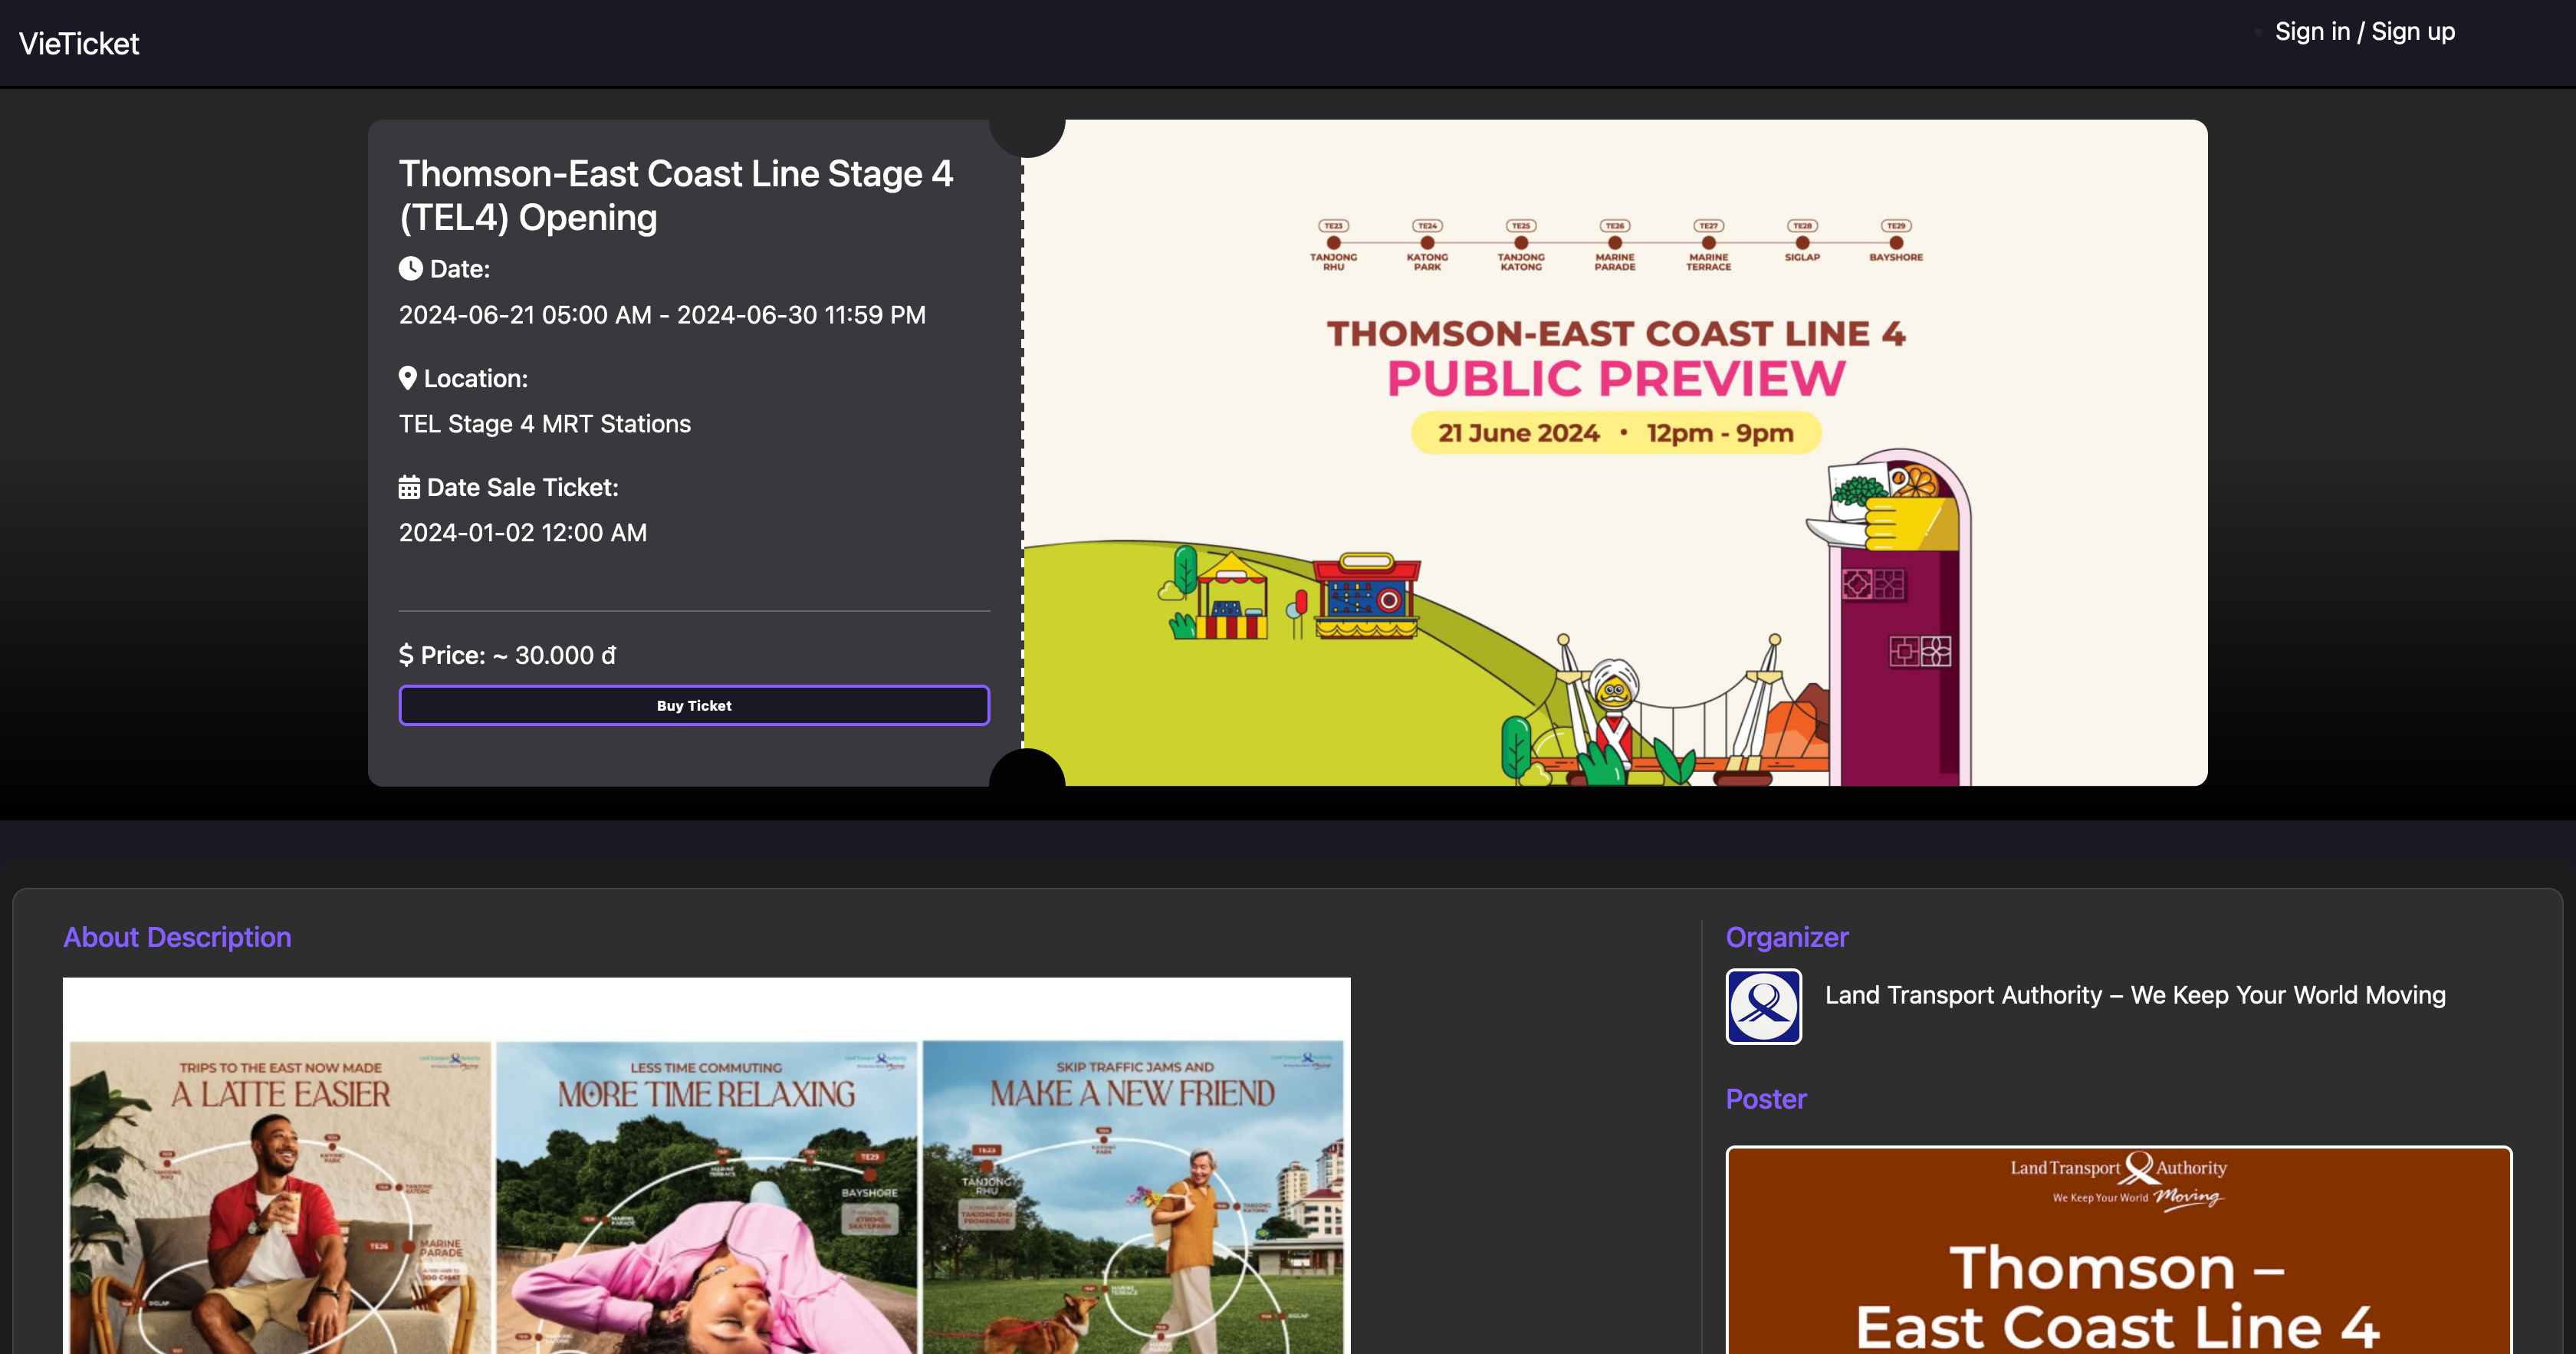 VieTicket
Sign in / Sign up
Thomson-East Coast Line Stage 4
(TEL4) Opening
Date:
2024-06-21 05:00 AM - 2024-06-30 11:59 PM
Location:
TEL Stage 4 MRT Stations
Date Sale Ticket:
2024-01-02 12:00 AM
Price: ~ 30.000 đ
Buy Ticket
TE23 TE24 TE25 TE26 TE27 TE28 TE29
TANJONG KATONG TANJONG MARINE MARINE SIGLAP BAYSHORE
RHU PARK KATONG PARADE TERRACE
THOMSON-EAST COAST LINE 4
PUBLIC PREVIEW
21 June 2024 • 12pm - 9pm
About Description
TRIPS TO THE EAST NOW MADE
A LATTE EASIER
TE26
MARINE
PARADE
LESS TIME COMMUTING
MORE TIME RELAXING
TE29
BAYSHORE
SKIP TRAFFIC JAMS AND
MAKE A NEW FRIEND
TE23
TANJONG
RHU
Organizer
Land Transport Authority – We Keep Your World Moving
Poster
Land Transport Authority
We Keep Your World Moving
Thomson –
East Coast Line 4